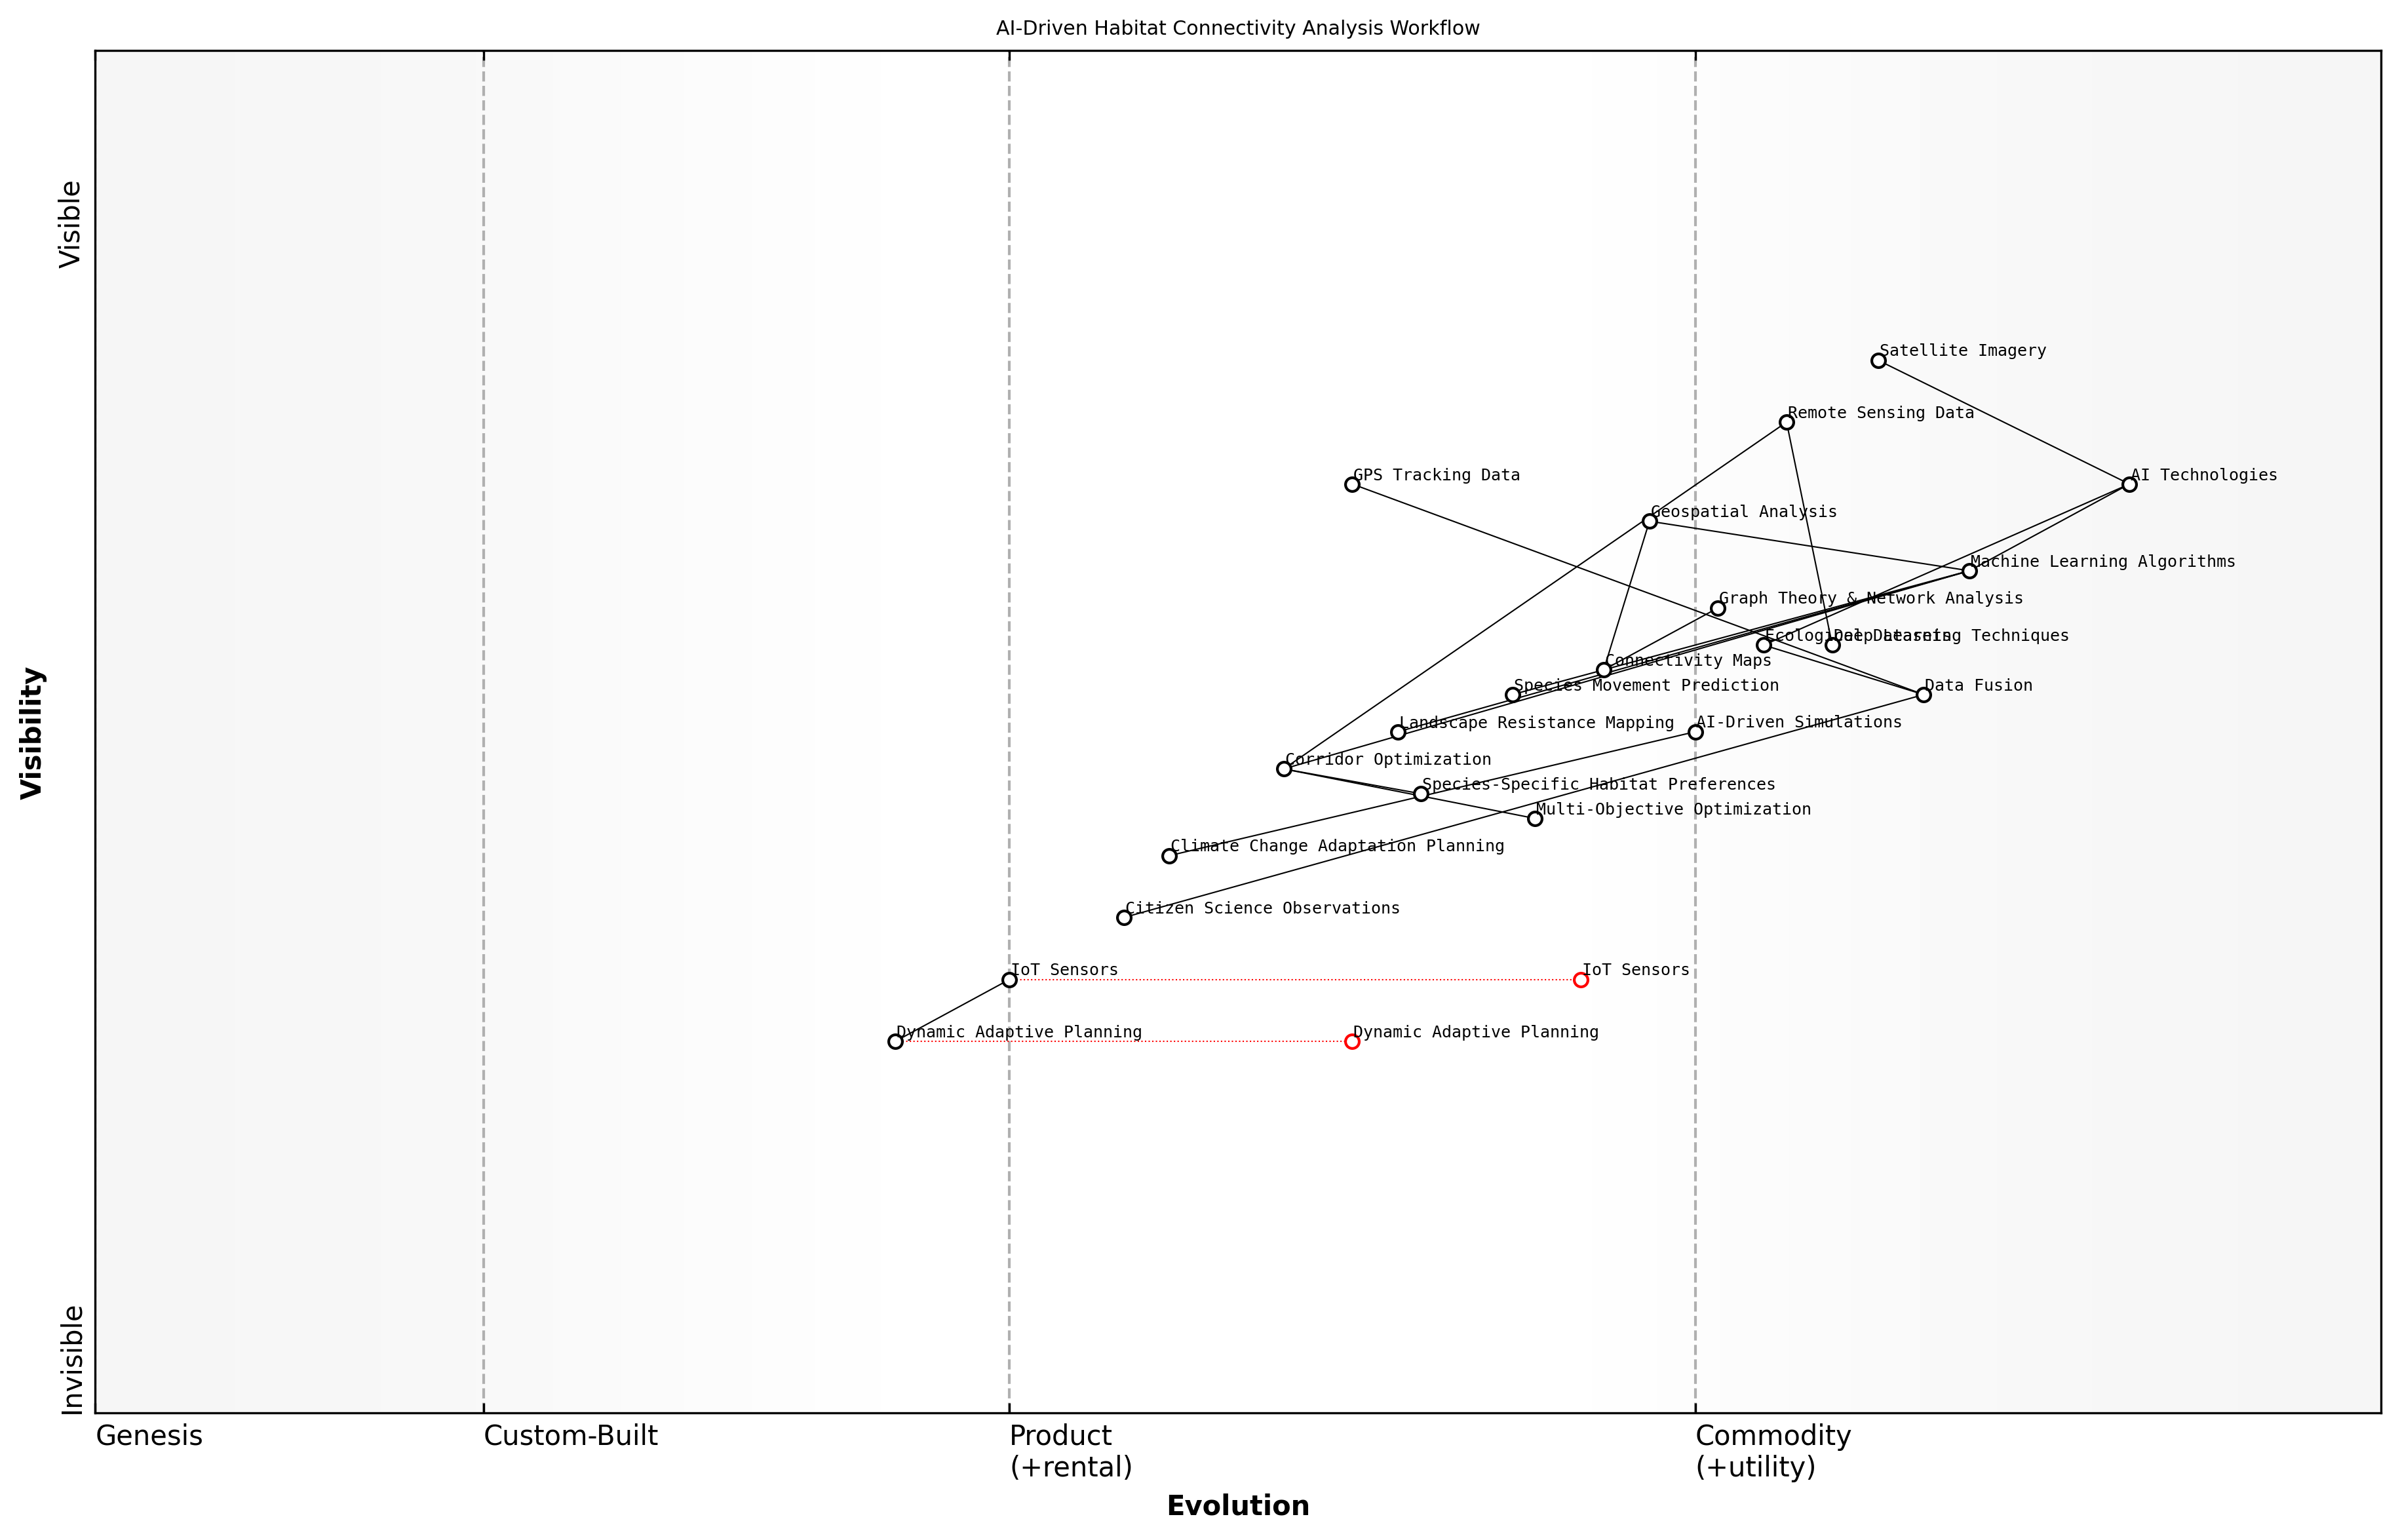 AI-Driven Habitat Connectivity Analysis Workflow
Visible
Satellite Imagery
Remote Sensing Data
GPS Tracking Data
AI Technologies
Geospatial Analysis
Machine Learning Algorithms
Graph Theory & Network Analysis
Ecological Datasets
Deep Learning Techniques
Connectivity Maps
Species Movement Prediction
Data Fusion
Landscape Resistance Mapping
AI-Driven Simulations
Visibility
Corridor Optimization
Species-Specific Habitat Preferences
Multi-Objective Optimization
Climate Change Adaptation Planning
Citizen Science Observations
IoT Sensors
IoT Sensors
Dynamic Adaptive Planning
Dynamic Adaptive Planning
Invisible
Genesis
Custom-Built
Product
(+rental)
Commodity
(+utility)
Evolution